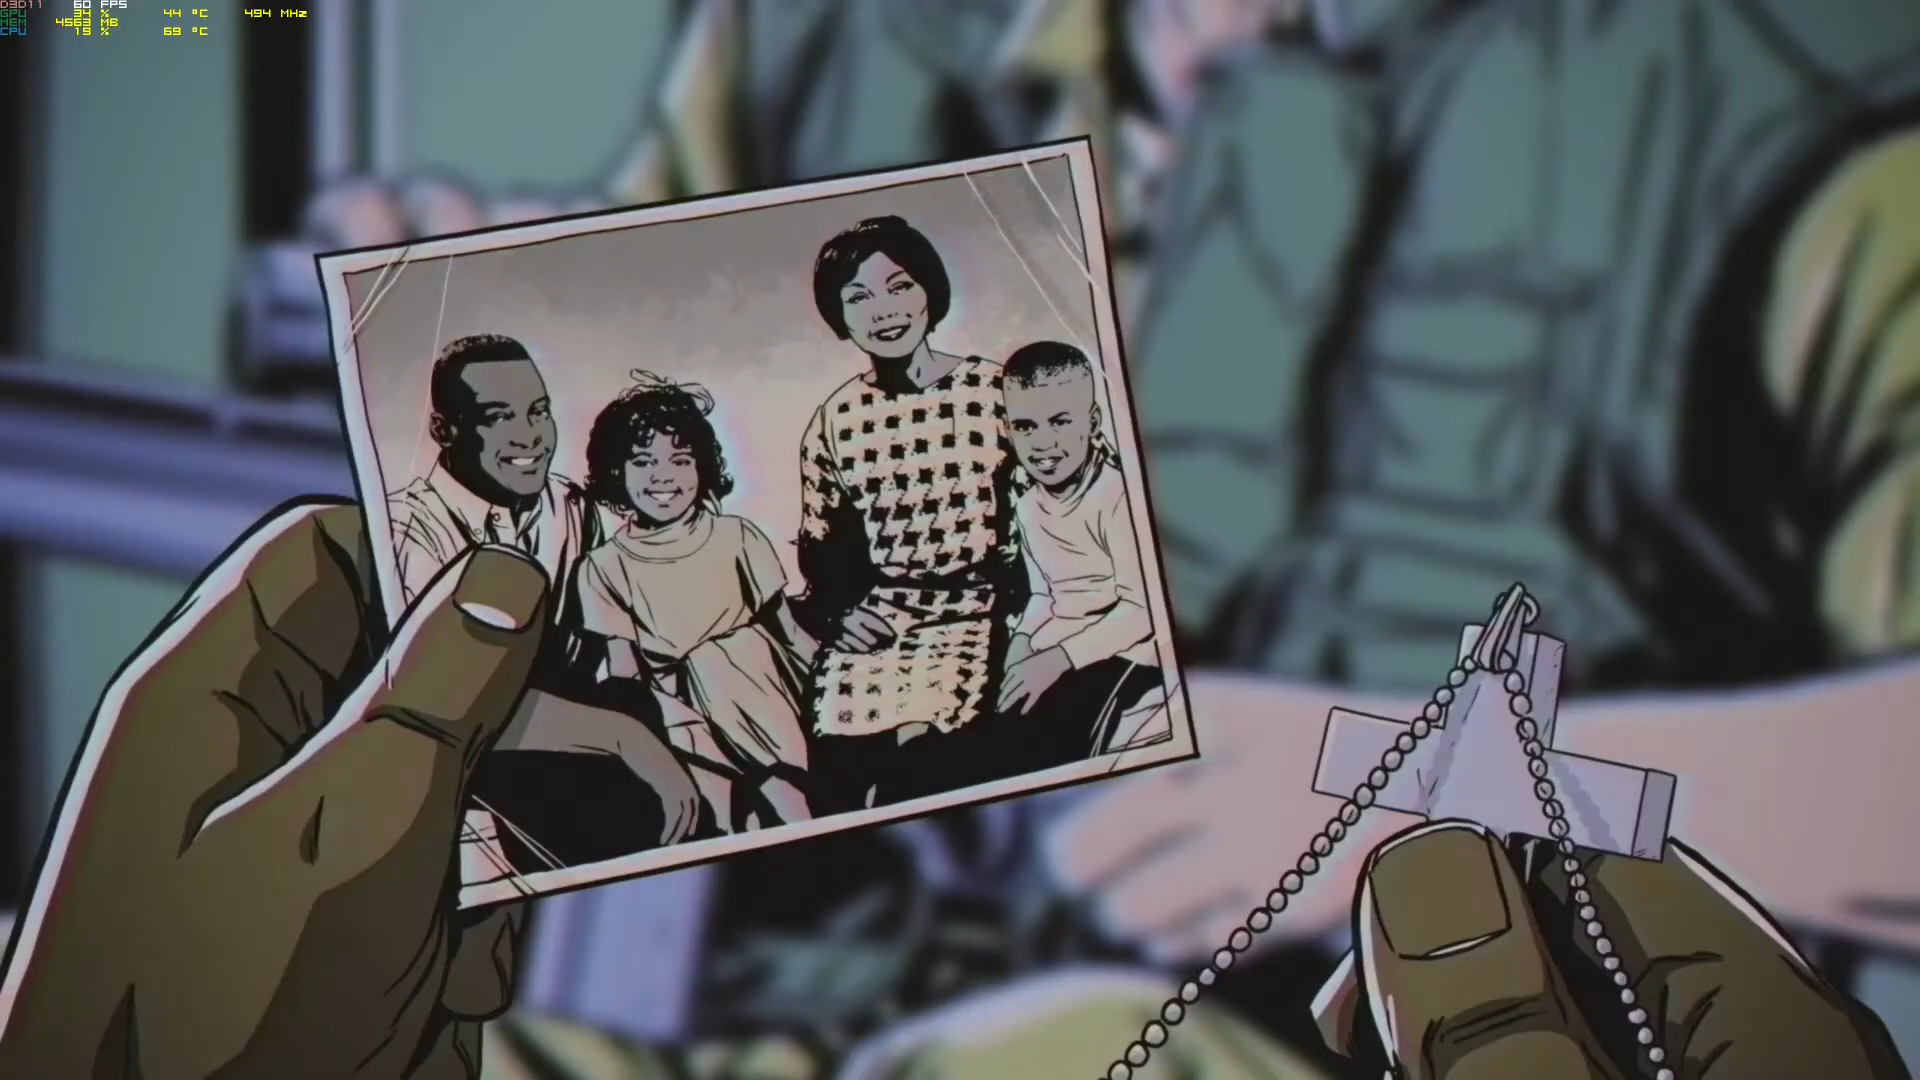 D3D11 60 FPS
GPU 34 % 44 °C 494 MHz
MEM 4563 MB
CPU 19 % 69 °C